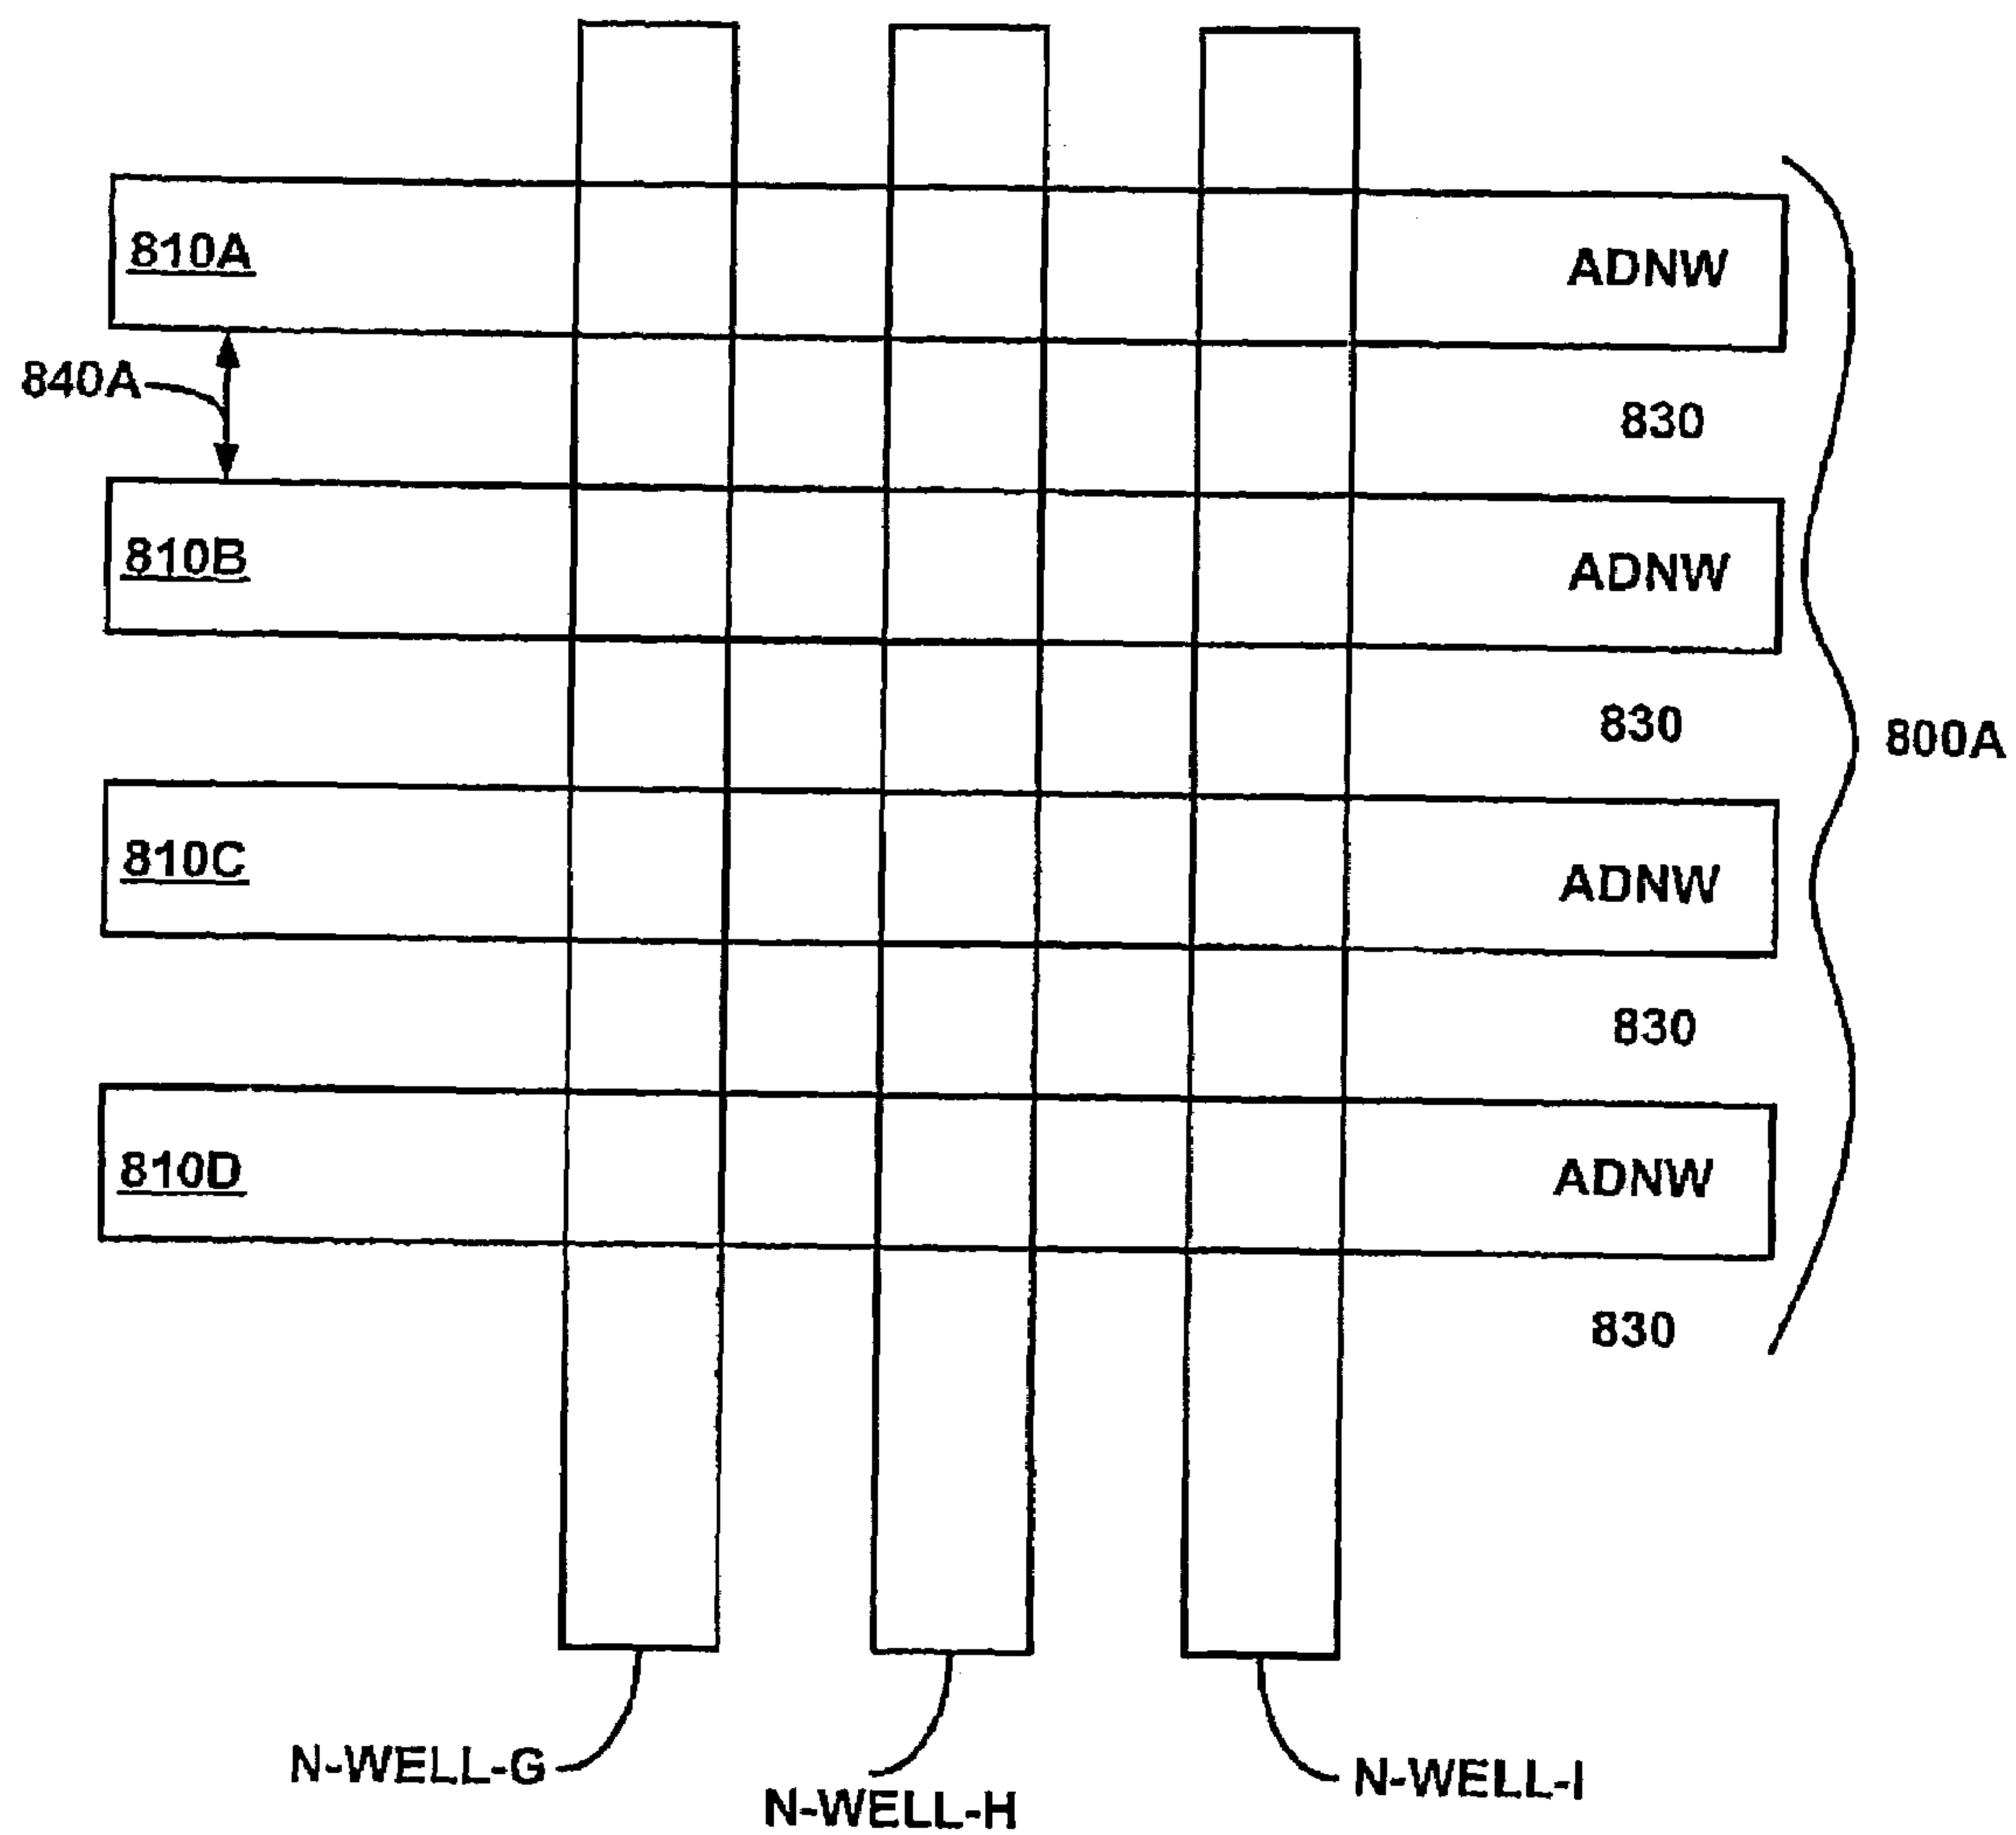 810A
ADNW
840A
830
810B
ADNW
830
800A
810C
ADNW
830
810D
ADNW
830
N-WELL-G
N-WELL-H
N-WELL-I